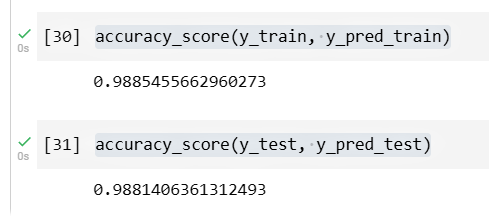 [30] accuracy_score(y_train, y_pred_train)
0s
0.9885455662960273
[31] accuracy_score(y_test, y_pred_test)
0s
0.9881406361312493